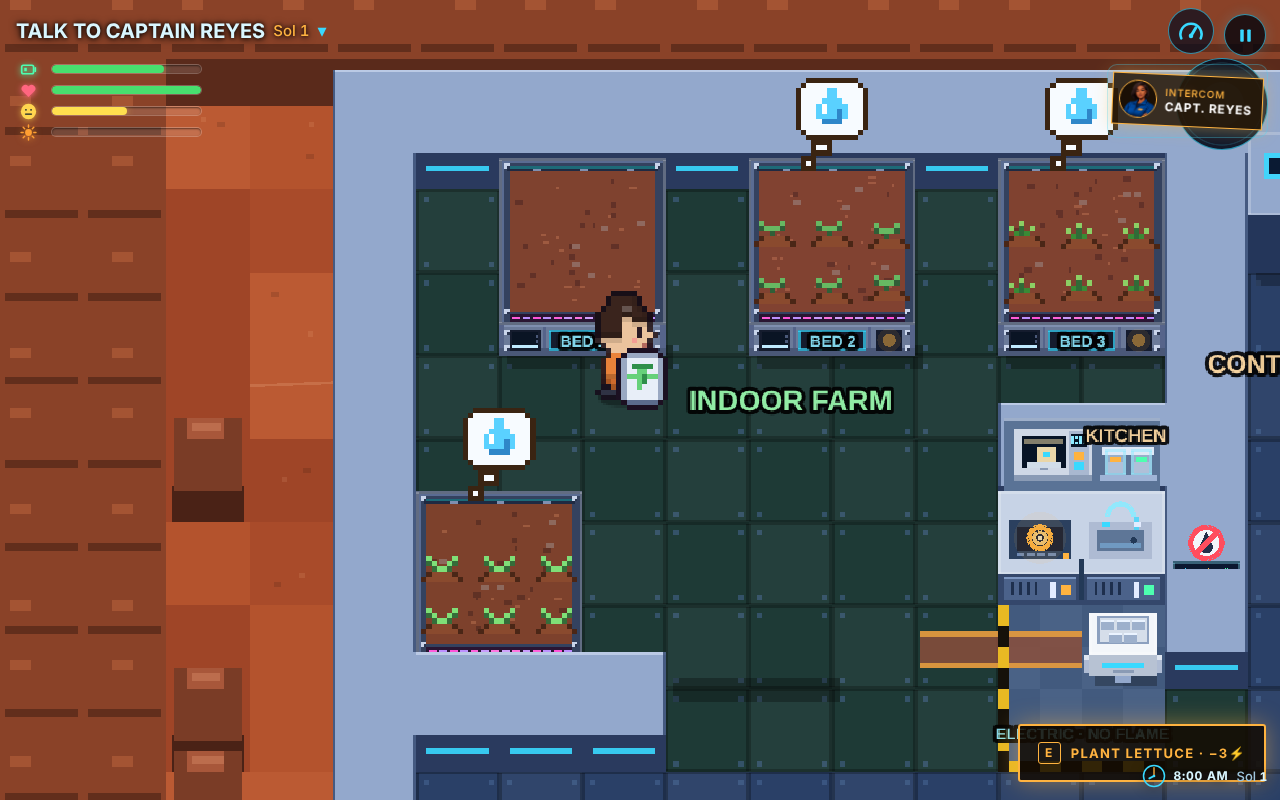 TALK TO CAPTAIN REYES Sol 1 ▼
INTERCOM
CAPT. REYES
BED
BED 2
BED 3
CONT
INDOOR FARM
KITCHEN
ELECTRIC - NO FLAME
E PLANT LETTUCE · −3⚡
8:00 AM Sol 1